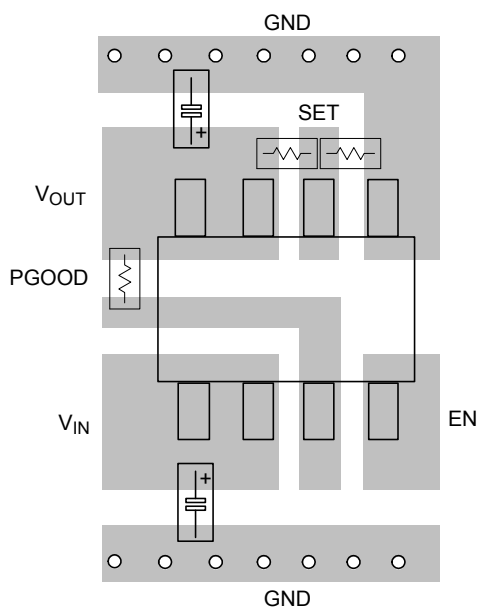 GND
+
SET
VOUT
PGOOD
VIN
EN
+
GND